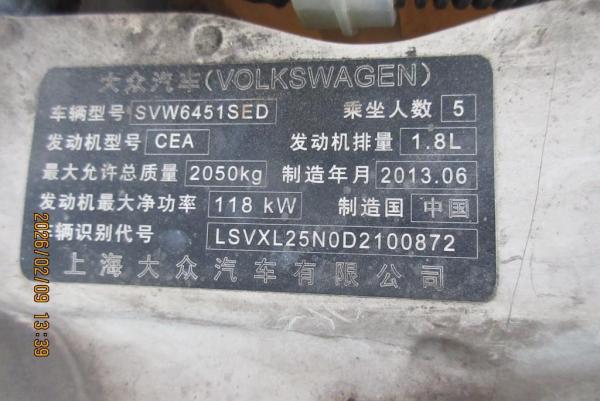 大众汽车(VOLKSWAGEN)
车辆型号 SVW6451SED 乘坐人数 5
发动机型号 CEA 发动机排量 1.8L
最大允许总质量 2050kg 制造年月 2013.06
发动机最大净功率 118 kW 制造国 中国
车辆识别代号 LSVXL25N0D2100872
上海大众汽车有限公司
2026/02/09 13:39